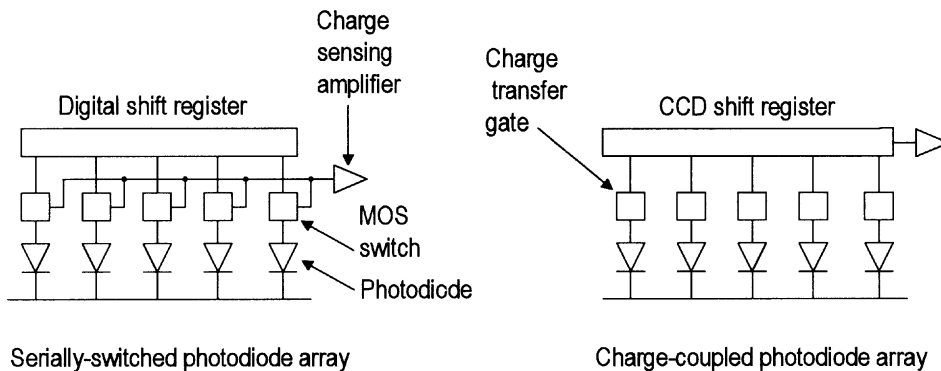 Charge
sensing
amplifier
Digital shift register
MOS
switch
Photodiode
Serially-switched photodiode array
Charge
transfer
gate
CCD shift register
Charge-coupled photodiode array